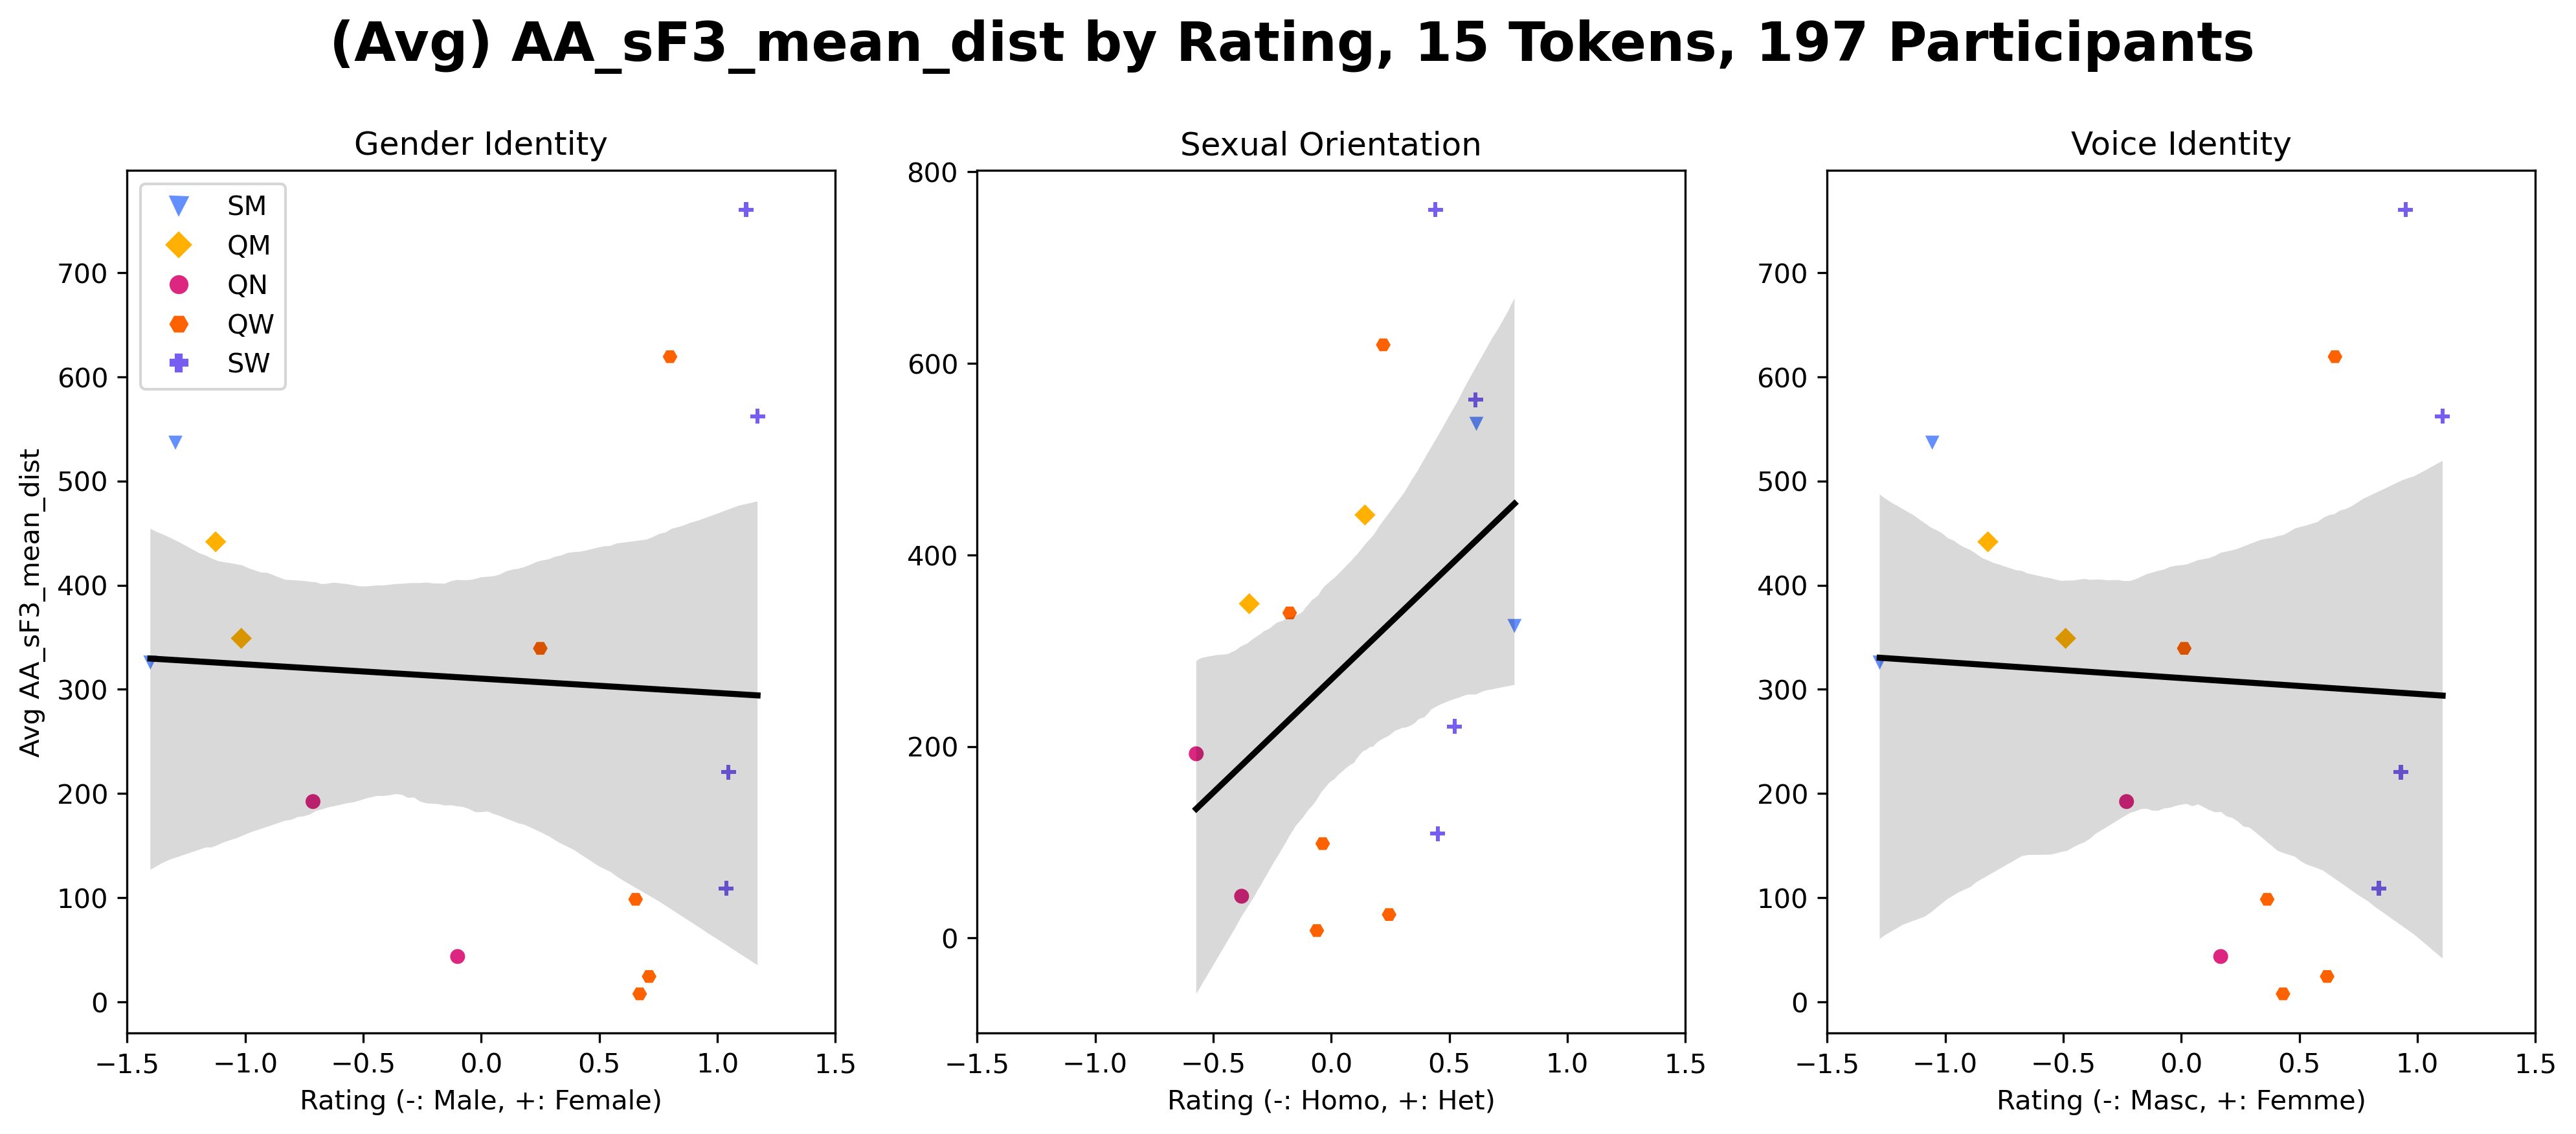 (Avg) AA_sF3_mean_dist by Rating, 15 Tokens, 197 Participants
Gender Identity
Avg AA_sF3_mean_dist
700
600
500
400
300
200
100
0
SM
QM
QN
QW
SW
−1.5 −1.0 −0.5 0.0 0.5 1.0 1.5
Rating (-: Male, +: Female)
Sexual Orientation
800
600
400
200
0
−1.5 −1.0 −0.5 0.0 0.5 1.0 1.5
Rating (-: Homo, +: Het)
Voice Identity
700
600
500
400
300
200
100
0
−1.5 −1.0 −0.5 0.0 0.5 1.0 1.5
Rating (-: Masc, +: Femme)